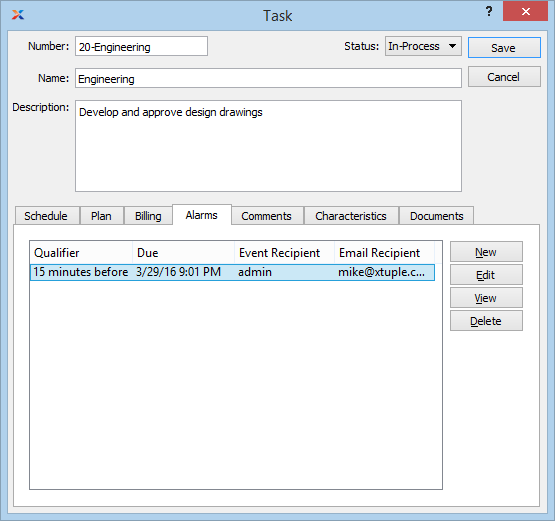 Task
?
Number: 20-Engineering Status: In-Process Save
Name: Engineering Cancel
Description: Develop and approve design drawings
Schedule Plan Billing Alarms Comments Characteristics Documents
Qualifier Due Event Recipient Email Recipient New
15 minutes before 3/29/16 9:01 PM admin mike@xtuple.c... Edit
View
Delete